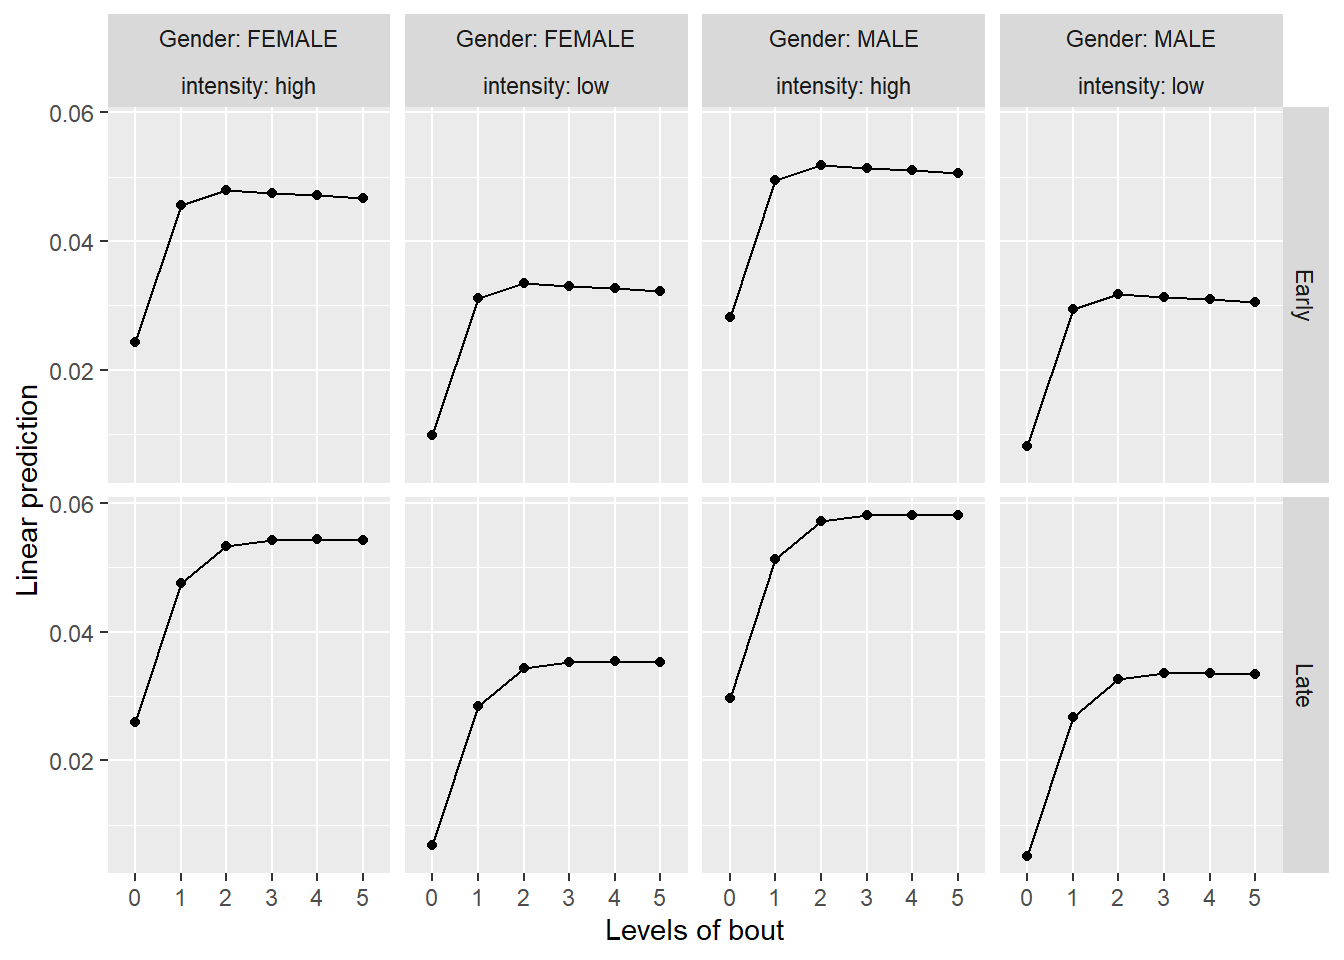 Gender: FEMALE
Gender: FEMALE
Gender: MALE
Gender: MALE
intensity: high
intensity: low
intensity: high
intensity: low
0.06
0.04
0.02
Early
0.06
0.04
0.02
Late
Linear prediction
0 1 2 3 4 5
0 1 2 3 4 5
0 1 2 3 4 5
0 1 2 3 4 5
Levels of bout